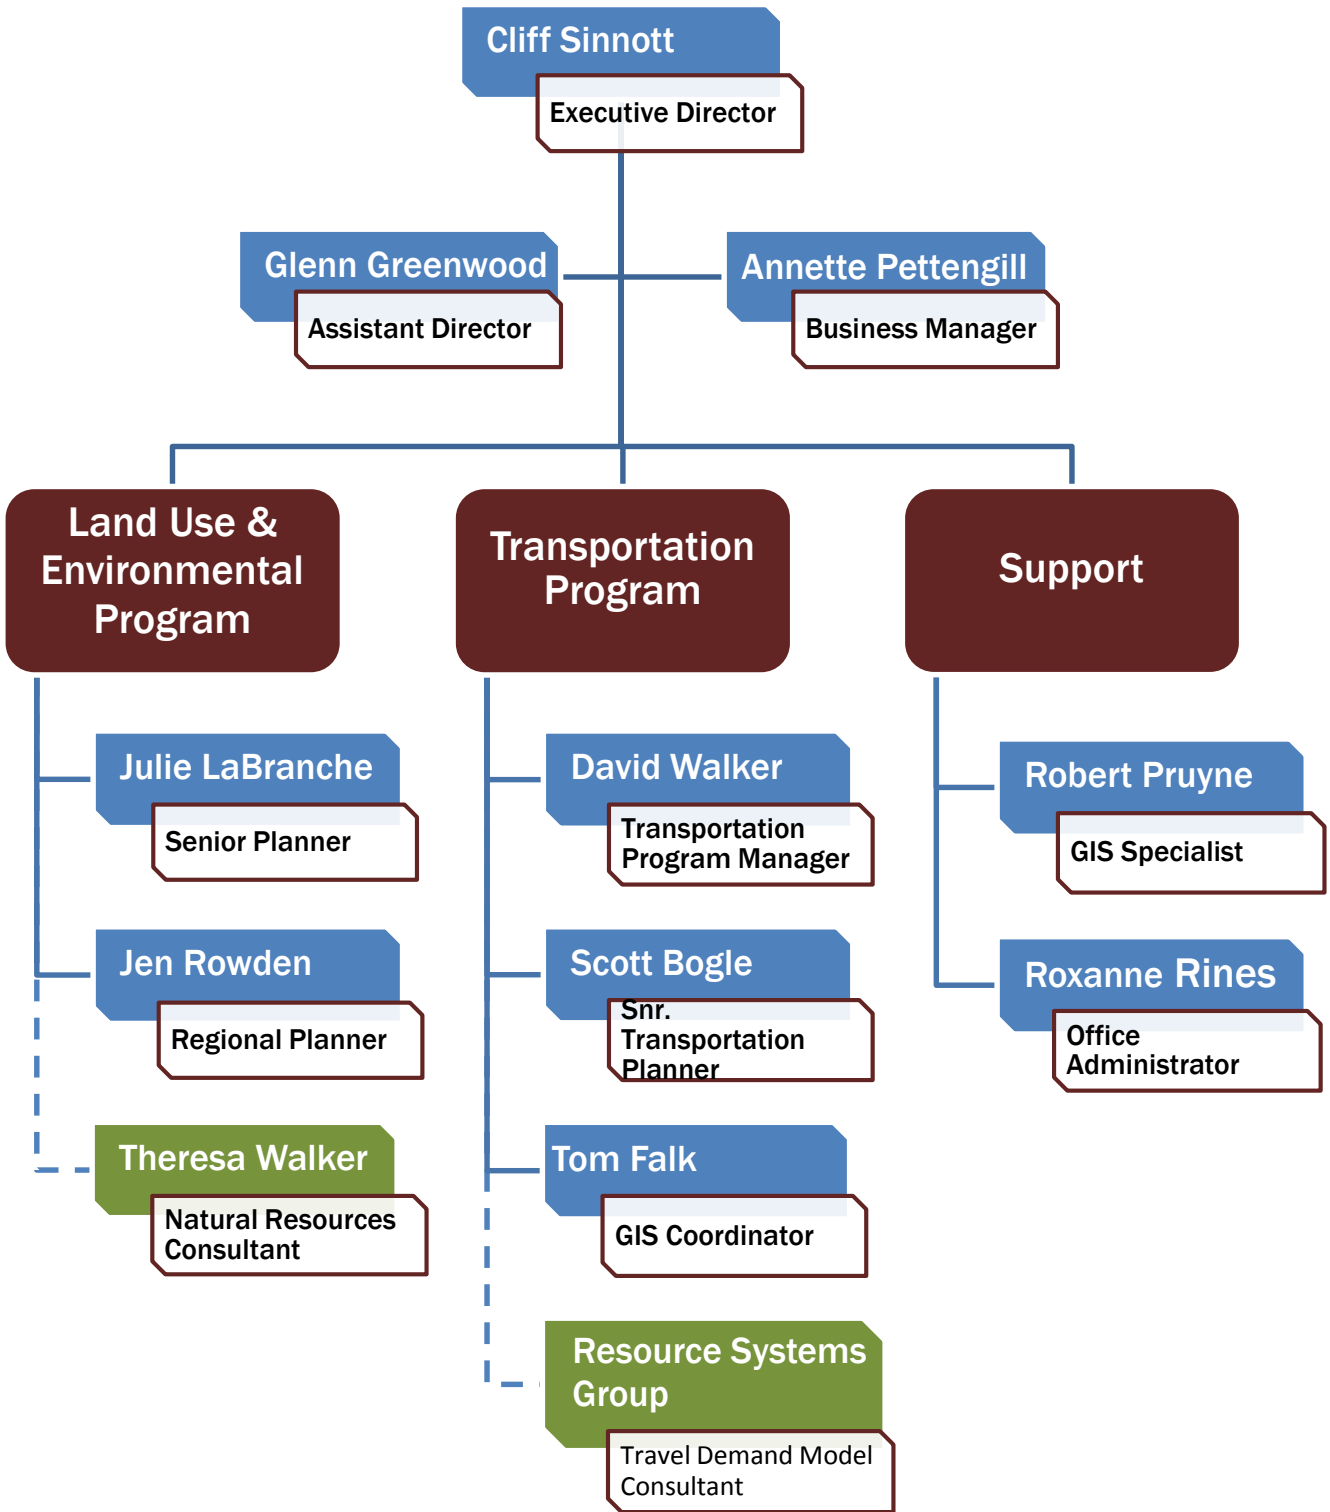 Cliff Sinnott
Executive Director
Glenn Greenwood
Assistant Director
Annette Pettengill
Business Manager
Land Use &
Environmental
Program
Julie LaBranche
Senior Planner
Jen Rowden
Regional Planner
Theresa Walker
Natural Resources
Consultant
Transportation
Program
David Walker
Transportation
Program Manager
Scott Bogle
Snr.
Transportation
Planner
Tom Falk
GIS Coordinator
Resource Systems
Group
Travel Demand Model
Consultant
Support
Robert Pruyne
GIS Specialist
Roxanne Rines
Office
Administrator